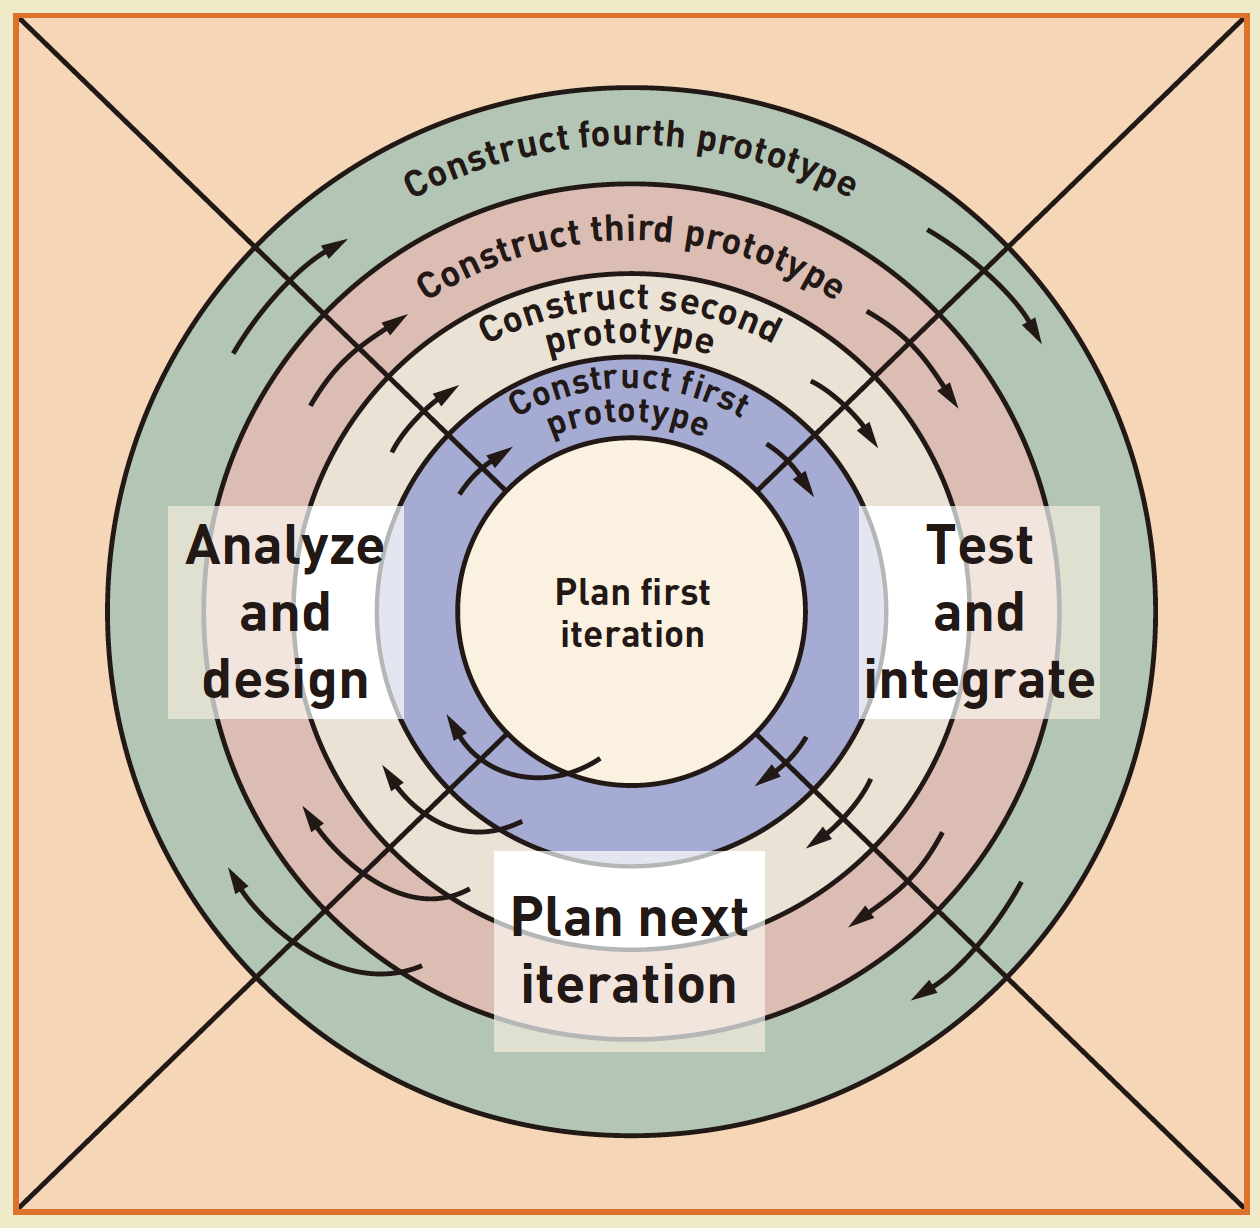 Construct fourth prototype
Construct third prototype
Construct second
prototype
Construct first
prototype
Plan first
iteration
Analyze
and
design
Test
and
integrate
Plan next
iteration